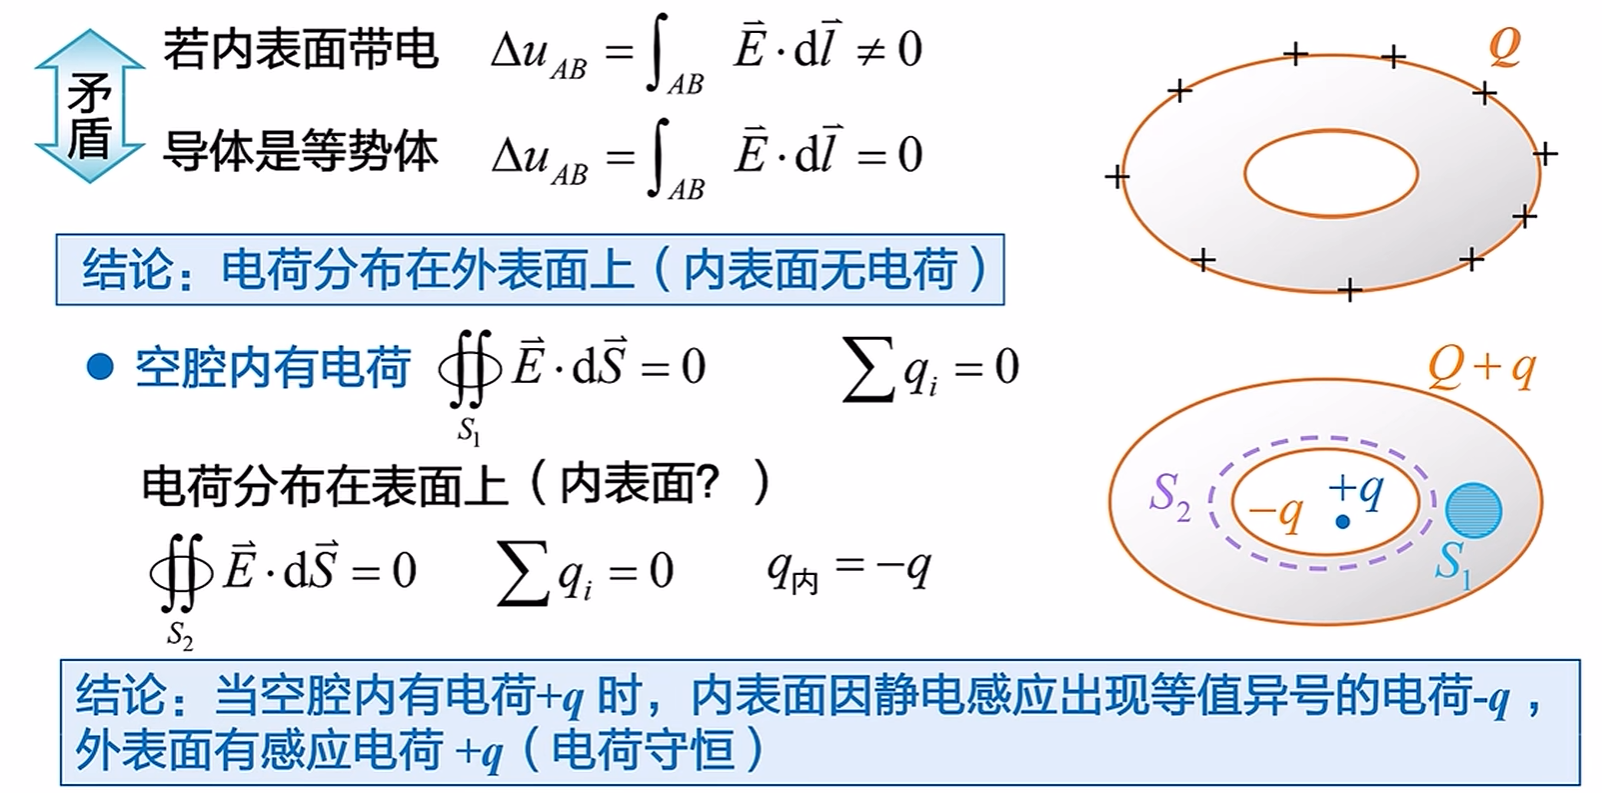 矛盾
若内表面带电 $\Delta u_{AB} = \int_{AB} \vec{E} \cdot d\vec{l} \neq 0$
导体是等势体 $\Delta u_{AB} = \int_{AB} \vec{E} \cdot d\vec{l} = 0$
结论：电荷分布在外表面上（内表面无电荷）
Q
+ + + + + + + + + +
● 空腔内有电荷 $\oiint_{S_1} \vec{E} \cdot d\vec{S} = 0$ $\sum q_i = 0$
电荷分布在表面上（内表面？）
$\oiint_{S_2} \vec{E} \cdot d\vec{S} = 0$ $\sum q_i = 0$ $q_{内} = -q$
Q+q
S₂
−q
+q
S₁
结论：当空腔内有电荷+q 时，内表面因静电感应出现等值异号的电荷-q，
外表面有感应电荷 +q（电荷守恒）